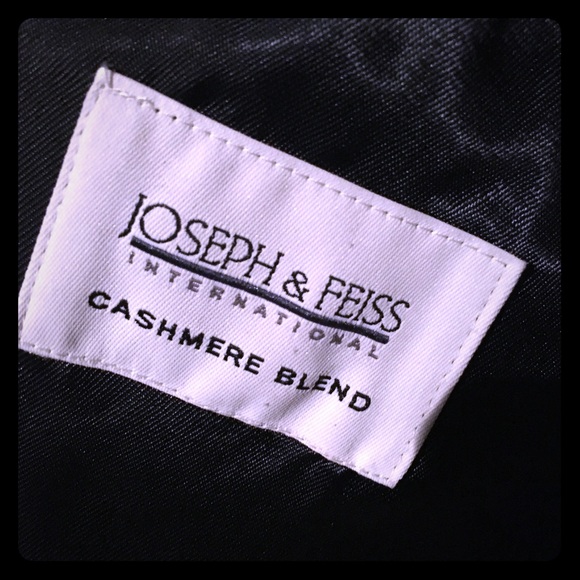 JOSEPH & FEISS
INTERNATIONAL
CASHMERE BLEND